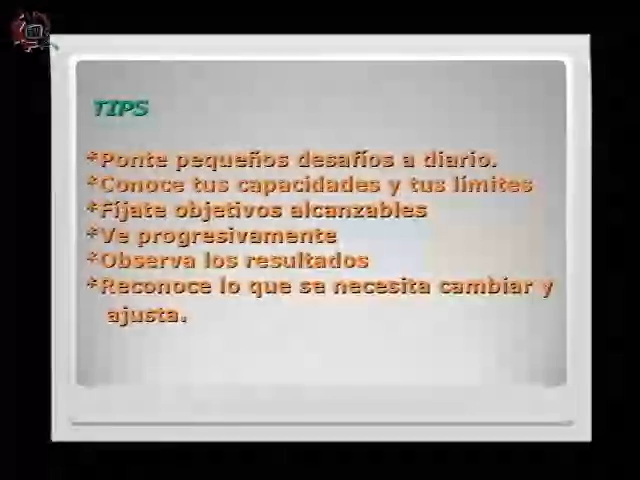 TIPS
*Ponte pequeños desafíos a diario.
*Conoce tus capacidades y tus límites
*Fíjate objetivos alcanzables
*Ve progresivamente
*Observa los resultados
*Reconoce lo que se necesita cambiar y
ajusta.